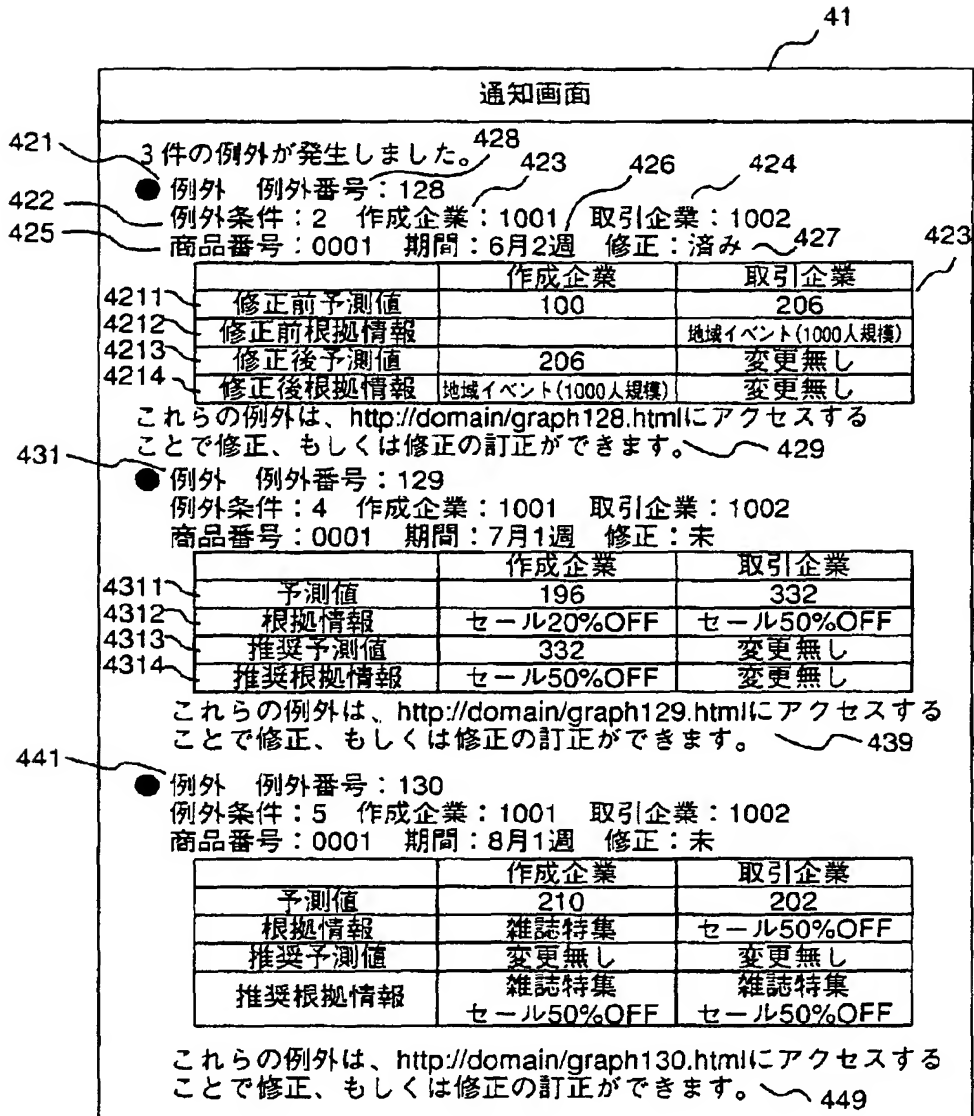 41
通知画面
3件の例外が発生しました。
421 428 423 426 424
● 例外 例外番号：128
422 例外条件：2 作成企業：1001 取引企業：1002
425 商品番号：0001 期間：6月2週 修正：済み 427
423
作成企業 取引企業
4211 修正前予測値 100 206
4212 修正前根拠情報 地域イベント(1000人規模)
4213 修正後予測値 206 変更無し
4214 修正後根拠情報 地域イベント(1000人規模) 変更無し
これらの例外は、http://domain/graph128.htmlにアクセスする
ことで修正、もしくは修正の訂正ができます。 429
431
● 例外 例外番号：129
例外条件：4 作成企業：1001 取引企業：1002
商品番号：0001 期間：7月1週 修正：未
作成企業 取引企業
4311 予測値 196 332
4312 根拠情報 セール20%OFF セール50%OFF
4313 推奨予測値 332 変更無し
4314 推奨根拠情報 セール50%OFF 変更無し
これらの例外は、http://domain/graph129.htmlにアクセスする
ことで修正、もしくは修正の訂正ができます。 439
441
● 例外 例外番号：130
例外条件：5 作成企業：1001 取引企業：1002
商品番号：0001 期間：8月1週 修正：未
作成企業 取引企業
予測値 210 202
根拠情報 雑誌特集 セール50%OFF
推奨予測値 変更無し 変更無し
推奨根拠情報 雑誌特集 雑誌特集
セール50%OFF セール50%OFF
これらの例外は、http://domain/graph130.htmlにアクセスする
ことで修正、もしくは修正の訂正ができます。 449